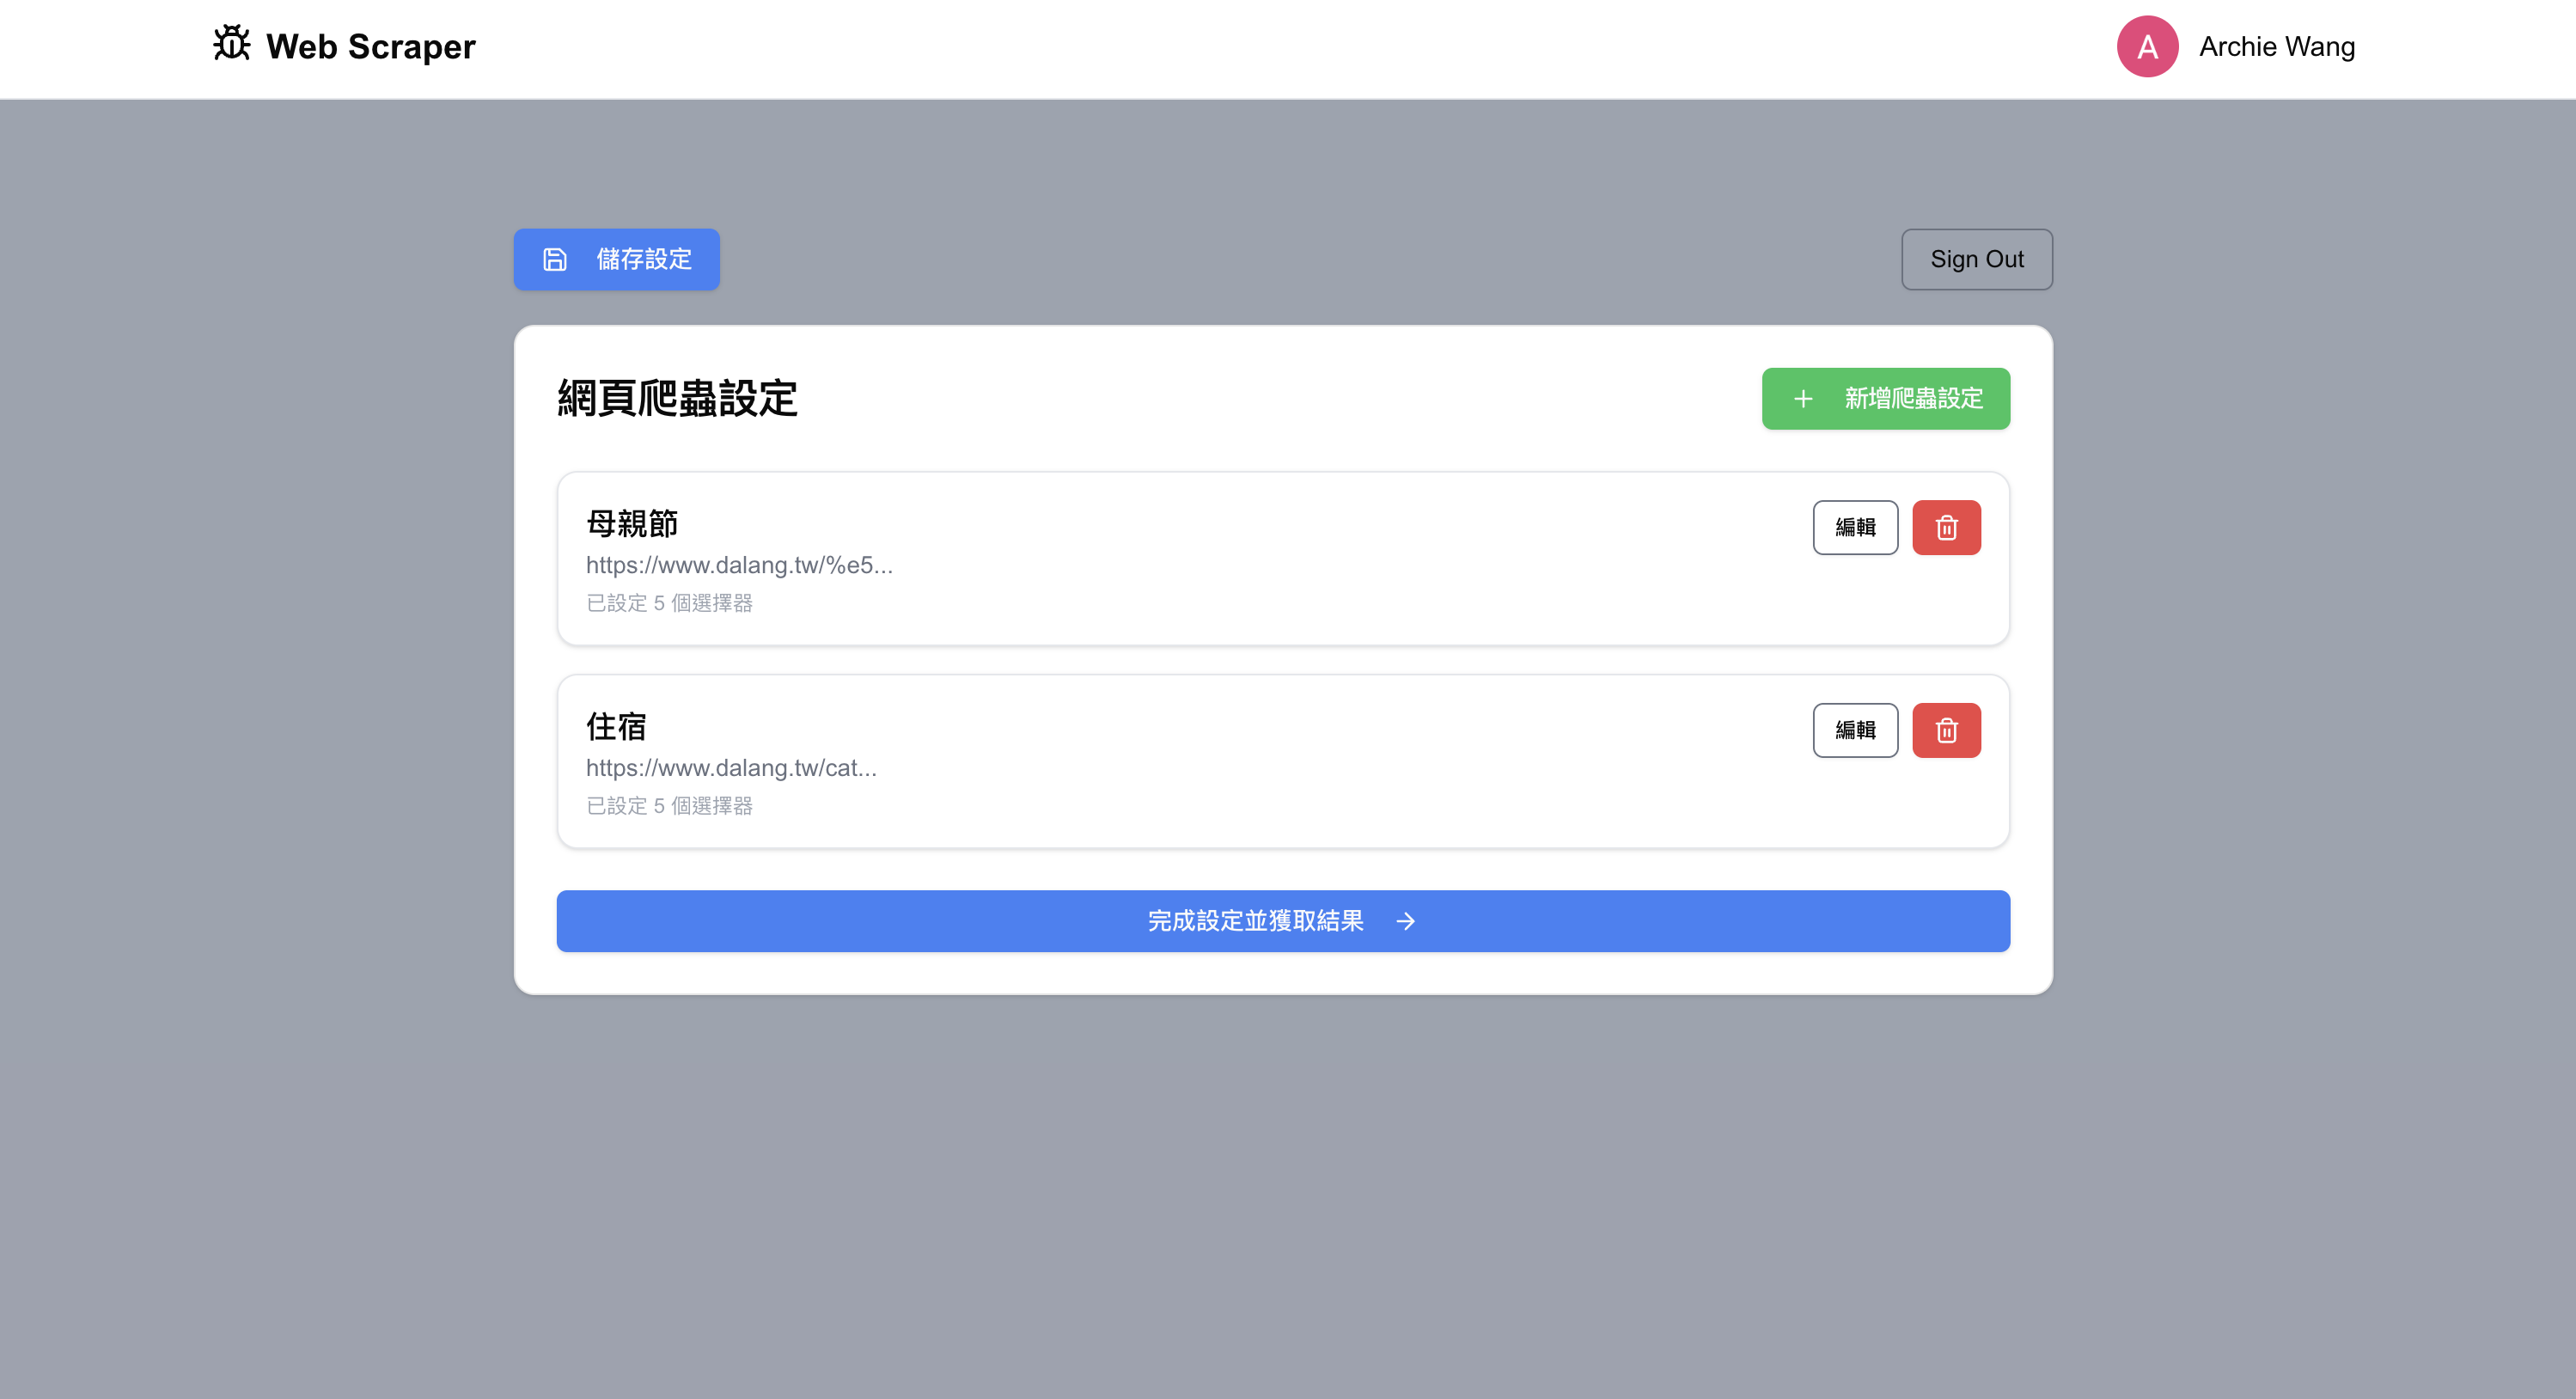 Web Scraper
A
Archie Wang
儲存設定
Sign Out
網頁爬蟲設定
新增爬蟲設定
母親節
編輯
https://www.dalang.tw/%e5...
已設定 5 個選擇器
住宿
編輯
https://www.dalang.tw/cat...
已設定 5 個選擇器
完成設定並獲取結果